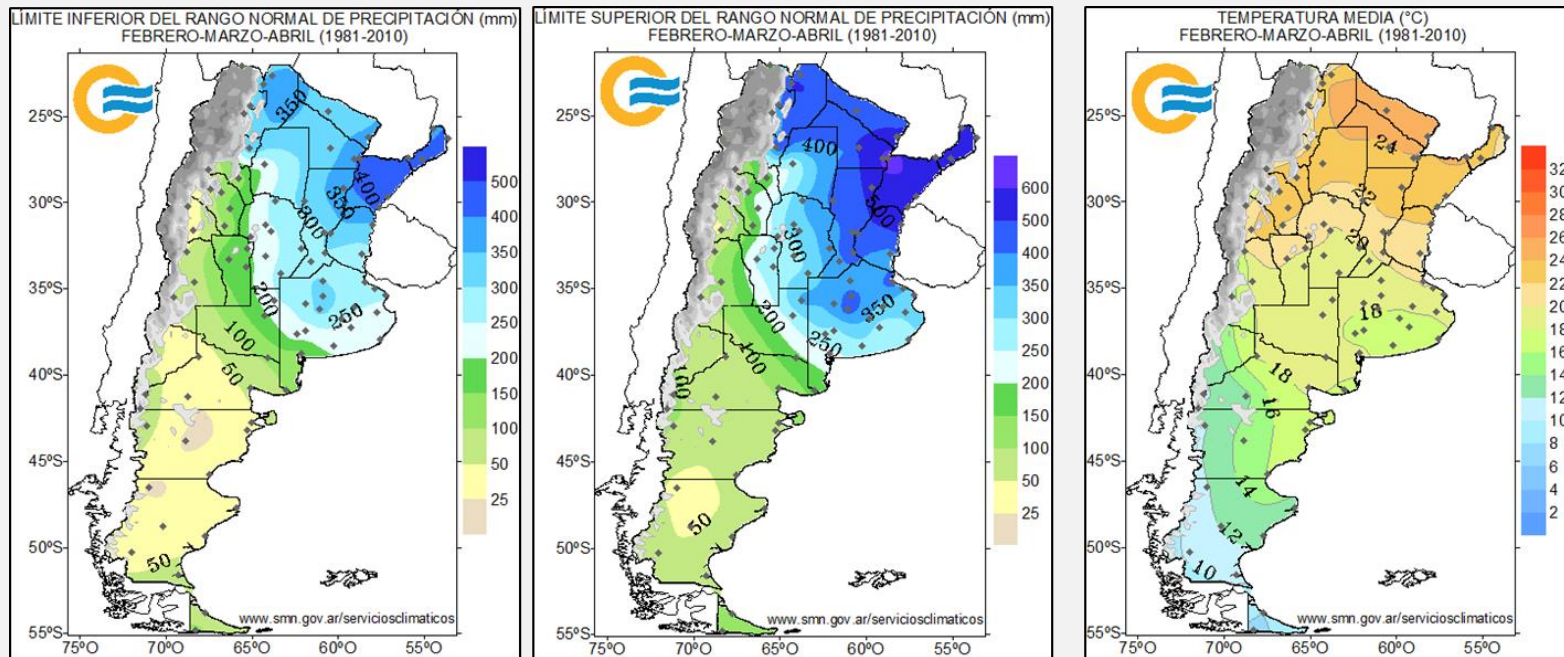 LÍMITE INFERIOR DEL RANGO NORMAL DE PRECIPITACIÓN (mm)
FEBRERO-MARZO-ABRIL (1981-2010)
25ºS
30ºS
35ºS
40ºS
45ºS
50ºS
55ºS
75ºO
70ºO
65ºO
60ºO
55ºO
350
400
350
300
200
250
100
50
50
500
400
350
300
250
200
150
100
50
25
www.smn.gov.ar/serviciosclimaticos
LÍMITE SUPERIOR DEL RANGO NORMAL DE PRECIPITACIÓN (mm)
FEBRERO-MARZO-ABRIL (1981-2010)
25ºS
30ºS
35ºS
40ºS
45ºS
50ºS
55ºS
75ºO
70ºO
65ºO
60ºO
55ºO
400
500
300
200
350
250
100
100
50
600
500
400
350
300
250
200
150
100
50
25
www.smn.gov.ar/serviciosclimaticos
TEMPERATURA MEDIA (°C)
FEBRERO-MARZO-ABRIL (1981-2010)
25ºS
30ºS
35ºS
40ºS
45ºS
50ºS
55ºS
75ºO
70ºO
65ºO
60ºO
55ºO
24
22
20
18
18
16
14
12
10
32
30
28
26
24
22
20
18
16
14
12
10
8
6
4
2
www.smn.gov.ar/serviciosclimaticos